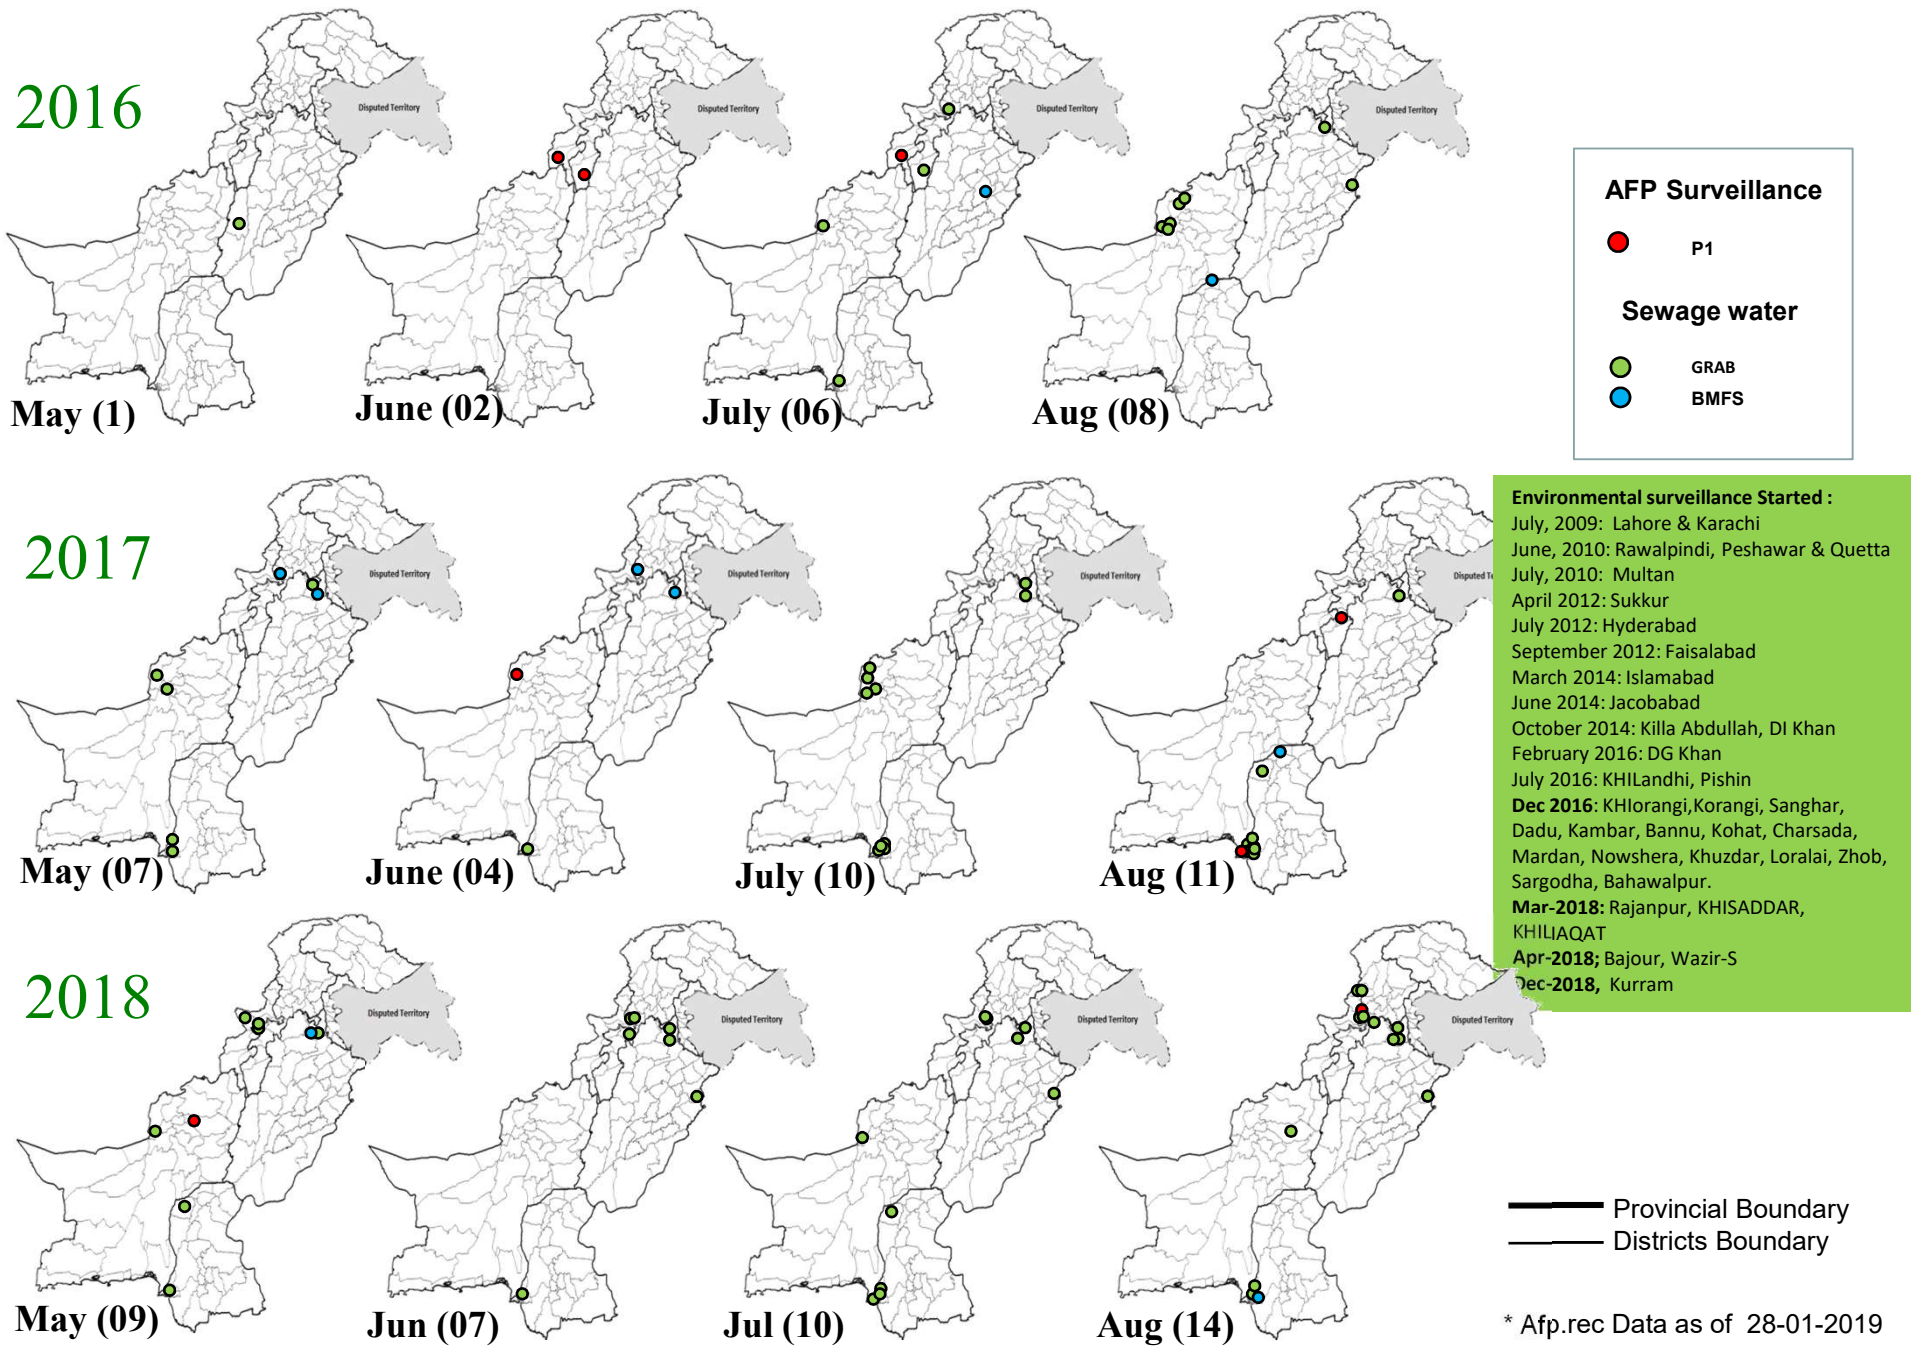 2016
Disputed Territory
Disputed Territory
Disputed Territory
Disputed Territory
May (1)
June (02)
July (06)
Aug (08)
AFP Surveillance
P1
Sewage water
GRAB
BMFS
2017
Disputed Territory
Disputed Territory
Disputed Territory
Disputed Te
May (07)
June (04)
July (10)
Aug (11)
Environmental surveillance Started :
July, 2009: Lahore & Karachi
June, 2010: Rawalpindi, Peshawar & Quetta
July, 2010: Multan
April 2012: Sukkur
July 2012: Hyderabad
September 2012: Faisalabad
March 2014: Islamabad
June 2014: Jacobabad
October 2014: Killa Abdullah, DI Khan
February 2016: DG Khan
July 2016: KHILandhi, Pishin
Dec 2016: KHIorangi,Korangi, Sanghar,
Dadu, Kambar, Bannu, Kohat, Charsada,
Mardan, Nowshera, Khuzdar, Loralai, Zhob,
Sargodha, Bahawalpur.
Mar-2018: Rajanpur, KHISADDAR,
KHILIAQAT
Apr-2018; Bajour, Wazir-S
Dec-2018, Kurram
2018
Disputed Territory
Disputed Territory
Disputed Territory
Disputed Territory
May (09)
Jun (07)
Jul (10)
Aug (14)
Provincial Boundary
Districts Boundary
* Afp.rec Data as of 28-01-2019